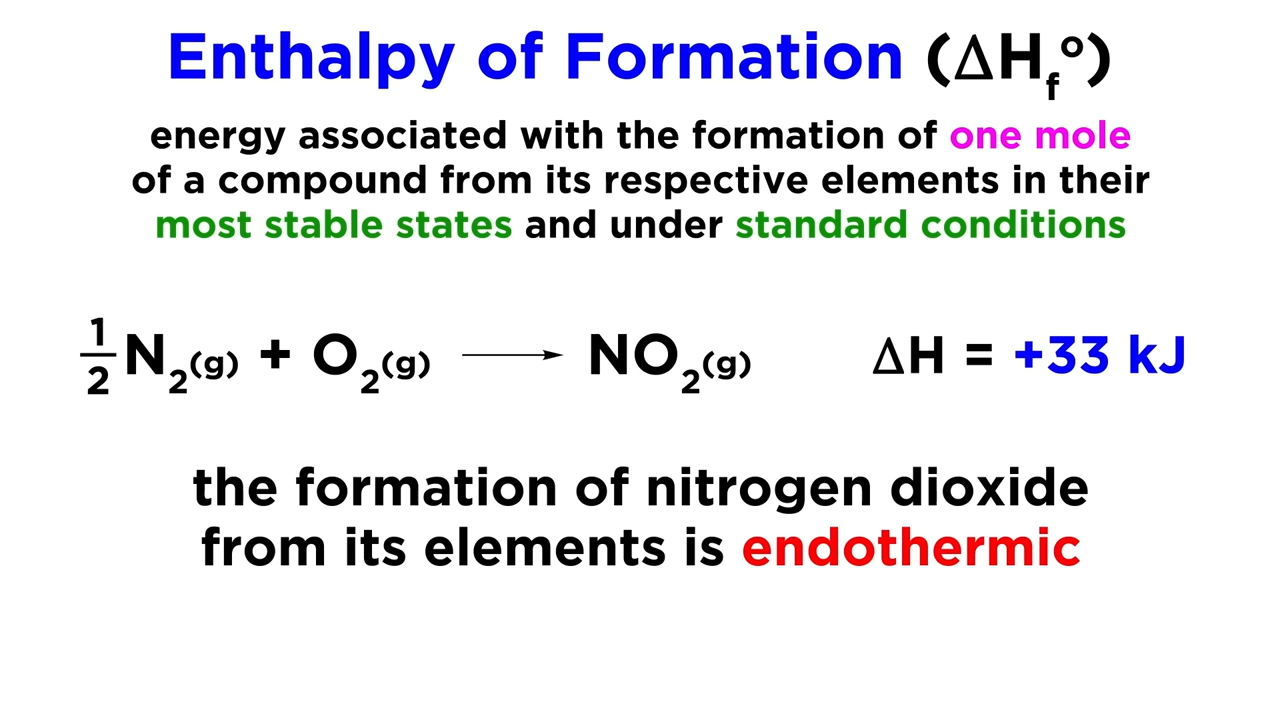 Enthalpy of Formation (ΔHf°)
energy associated with the formation of one mole
of a compound from its respective elements in their
most stable states and under standard conditions
1/2 N2(g) + O2(g) ⟶ NO2(g) ΔH = +33 kJ
the formation of nitrogen dioxide
from its elements is endothermic